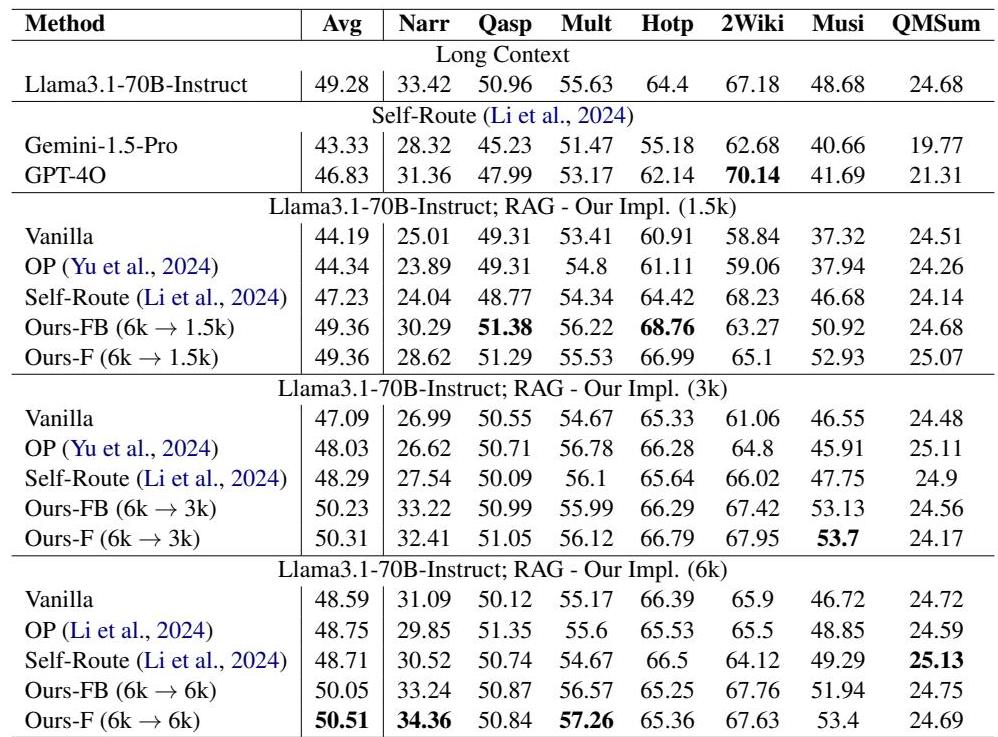 Method Avg Narr Qasp Mult Hotp 2Wiki Musi QMSum
Long Context
Llama3.1-70B-Instruct 49.28 33.42 50.96 55.63 64.4 67.18 48.68 24.68
Self-Route (Li et al., 2024)
Gemini-1.5-Pro 43.33 28.32 45.23 51.47 55.18 62.68 40.66 19.77
GPT-4O 46.83 31.36 47.99 53.17 62.14 70.14 41.69 21.31
Llama3.1-70B-Instruct; RAG - Our Impl. (1.5k)
Vanilla 44.19 25.01 49.31 53.41 60.91 58.84 37.32 24.51
OP (Yu et al., 2024) 44.34 23.89 49.31 54.8 61.11 59.06 37.94 24.26
Self-Route (Li et al., 2024) 47.23 24.04 48.77 54.34 64.42 68.23 46.68 24.14
Ours-FB (6k → 1.5k) 49.36 30.29 51.38 56.22 68.76 63.27 50.92 24.68
Ours-F (6k → 1.5k) 49.36 28.62 51.29 55.53 66.99 65.1 52.93 25.07
Llama3.1-70B-Instruct; RAG - Our Impl. (3k)
Vanilla 47.09 26.99 50.55 54.67 65.33 61.06 46.55 24.48
OP (Yu et al., 2024) 48.03 26.62 50.71 56.78 66.28 64.8 45.91 25.11
Self-Route (Li et al., 2024) 48.29 27.54 50.09 56.1 65.64 66.02 47.75 24.9
Ours-FB (6k → 3k) 50.23 33.22 50.99 55.99 66.29 67.42 53.13 24.56
Ours-F (6k → 3k) 50.31 32.41 51.05 56.12 66.79 67.95 53.7 24.17
Llama3.1-70B-Instruct; RAG - Our Impl. (6k)
Vanilla 48.59 31.09 50.12 55.17 66.39 65.9 46.72 24.72
OP (Li et al., 2024) 48.75 29.85 51.35 55.6 65.53 65.5 48.85 24.59
Self-Route (Li et al., 2024) 48.71 30.52 50.74 54.67 66.5 64.12 49.29 25.13
Ours-FB (6k → 6k) 50.05 33.24 50.87 56.57 65.25 67.76 51.94 24.75
Ours-F (6k → 6k) 50.51 34.36 50.84 57.26 65.36 67.63 53.4 24.69